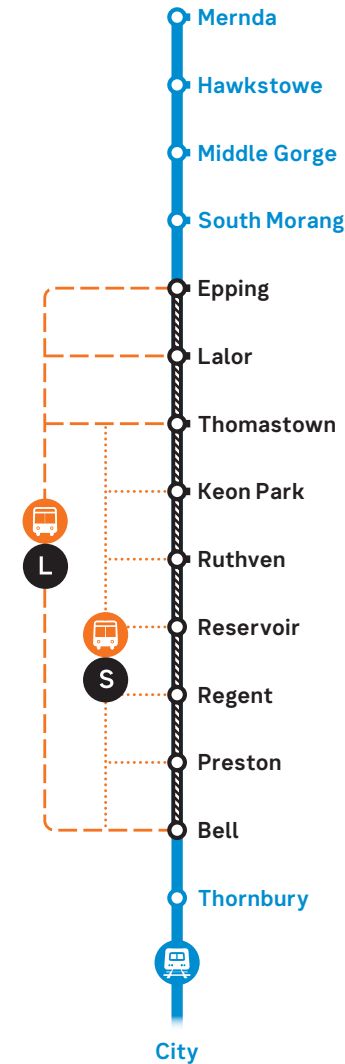 Mernda
Hawkstowe
Middle Gorge
South Morang
Epping
Lalor
Thomastown
Keon Park
L
Ruthven
Reservoir
S
Regent
Preston
Bell
Thornbury
City